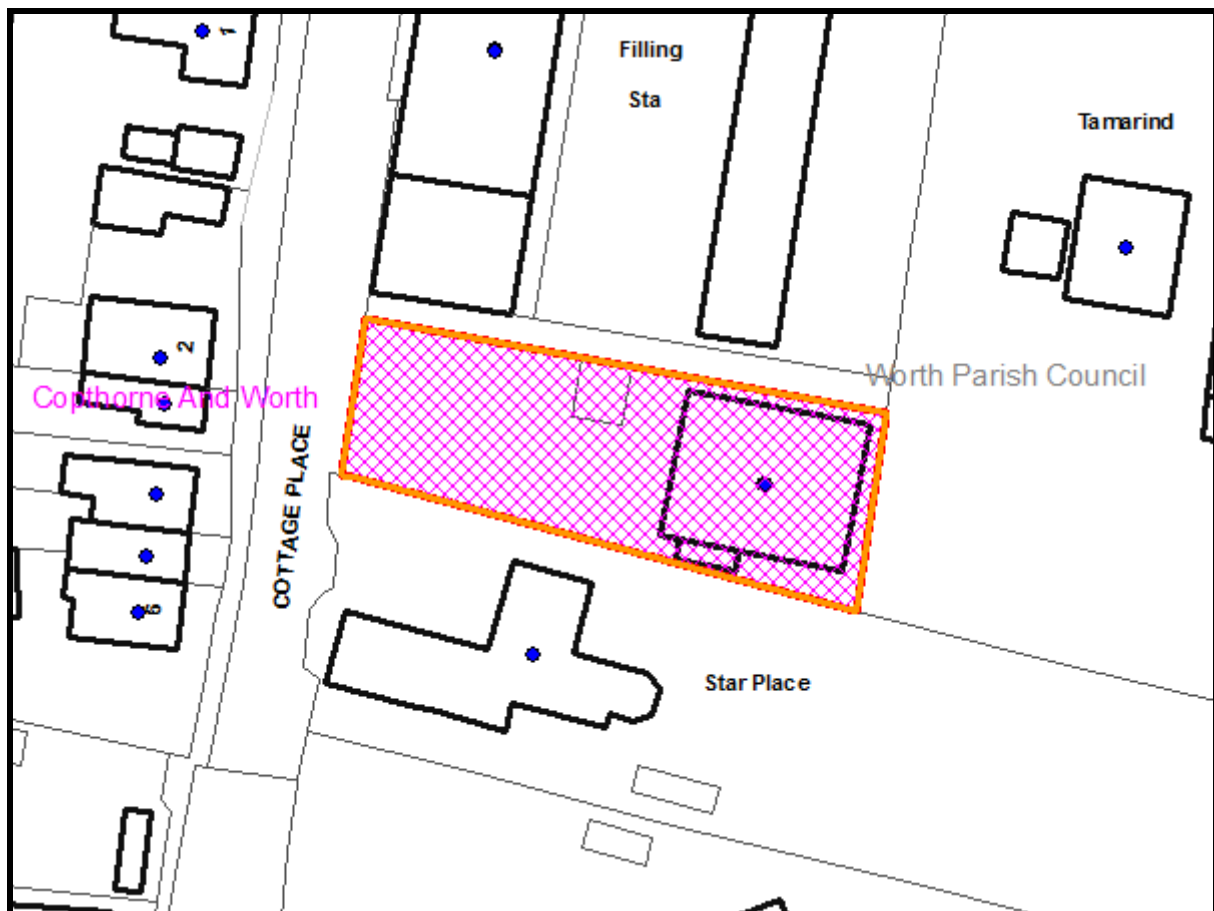 1
Filling
Sta
Tamarind
2
Worth Parish Council
Copthorne And Worth
COTTAGE PLACE
5
Star Place